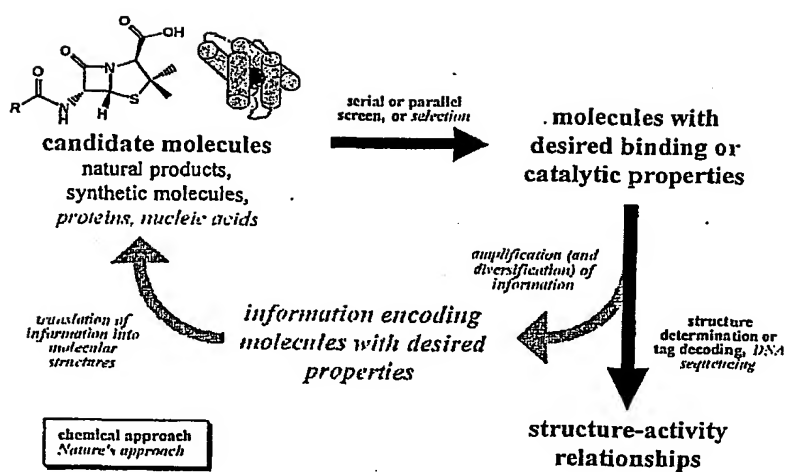 O
OH
O
N
R
N
H
H
S
candidate molecules
natural products,
synthetic molecules,
proteins, nucleic acids
serial or parallel
screen, or selection
. molecules with
desired binding or
catalytic properties
amplification (and
diversification) of
information
translation of
information into
molecular
structures
information encoding
molecules with desired
properties
structure
determination or
tag decoding, DNA
sequencing
chemical approach
Nature's approach
structure-activity
relationships